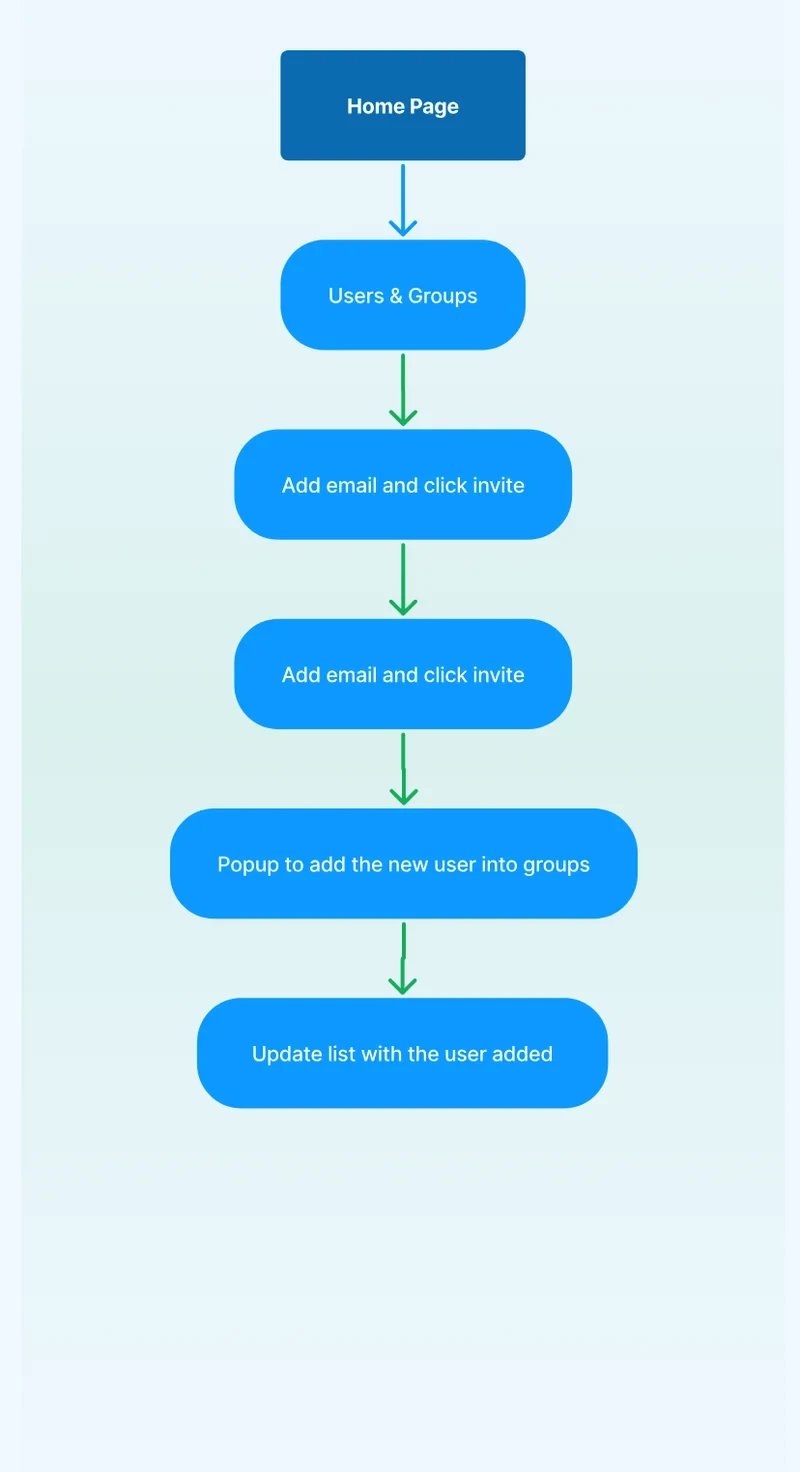 Home Page
Users & Groups
Add email and click invite
Add email and click invite
Popup to add the new user into groups
Update list with the user added